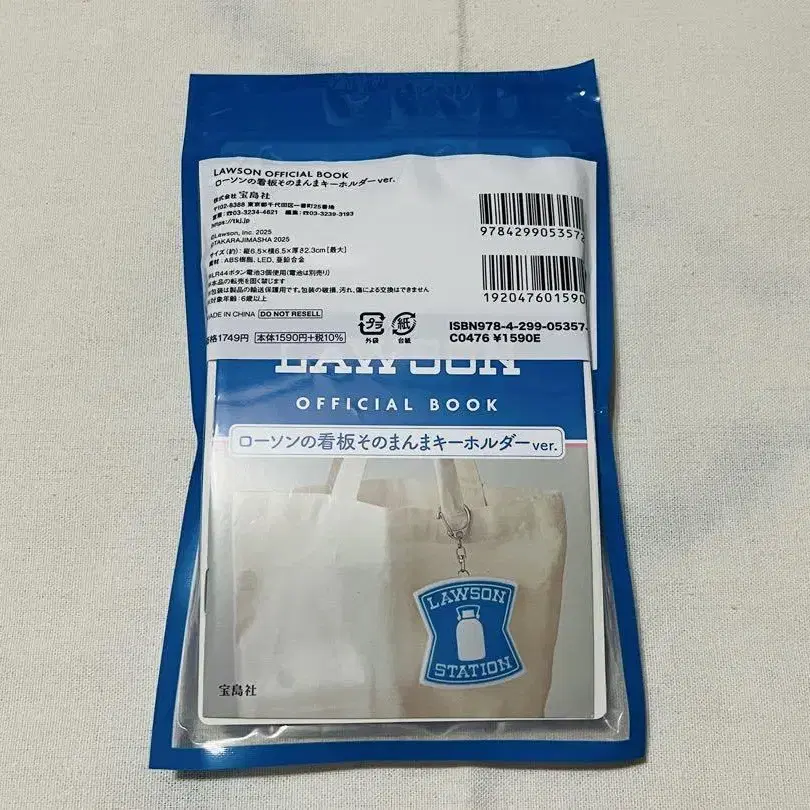 LAWSON OFFICIAL BOOK
ローソンの看板そのまんまキーホルダーver.
株式会社 宝島社
〒102-8388 東京都千代田区一番町25番地
営業:☎03-3234-4621 編集:☎03-3239-3193
https://tkj.jp
©Lawson, Inc. 2025
©TAKARAJIMASHA 2025
サイズ(約):縦6.5×横6.5×厚さ2.3cm[最大]
素材:ABS樹脂、LED、亜鉛合金
※LR44ボタン電池3個使用(電池は別売り)
※本品の転売を固く禁じます
※包装は製品の輸送保護用です。包装の破損、汚れ、傷による交換はできません
対象年齢:6歳以上
MADE IN CHINA DO NOT RESELL
価格1749円 本体1590円+税10%
9784299053572
192047601590
プラ 外袋
紙 台紙
ISBN978-4-299-05357-
C0476 ¥1590E
LAWSON
OFFICIAL BOOK
ローソンの看板そのまんまキーホルダーver.
LAWSON
STATION
宝島社